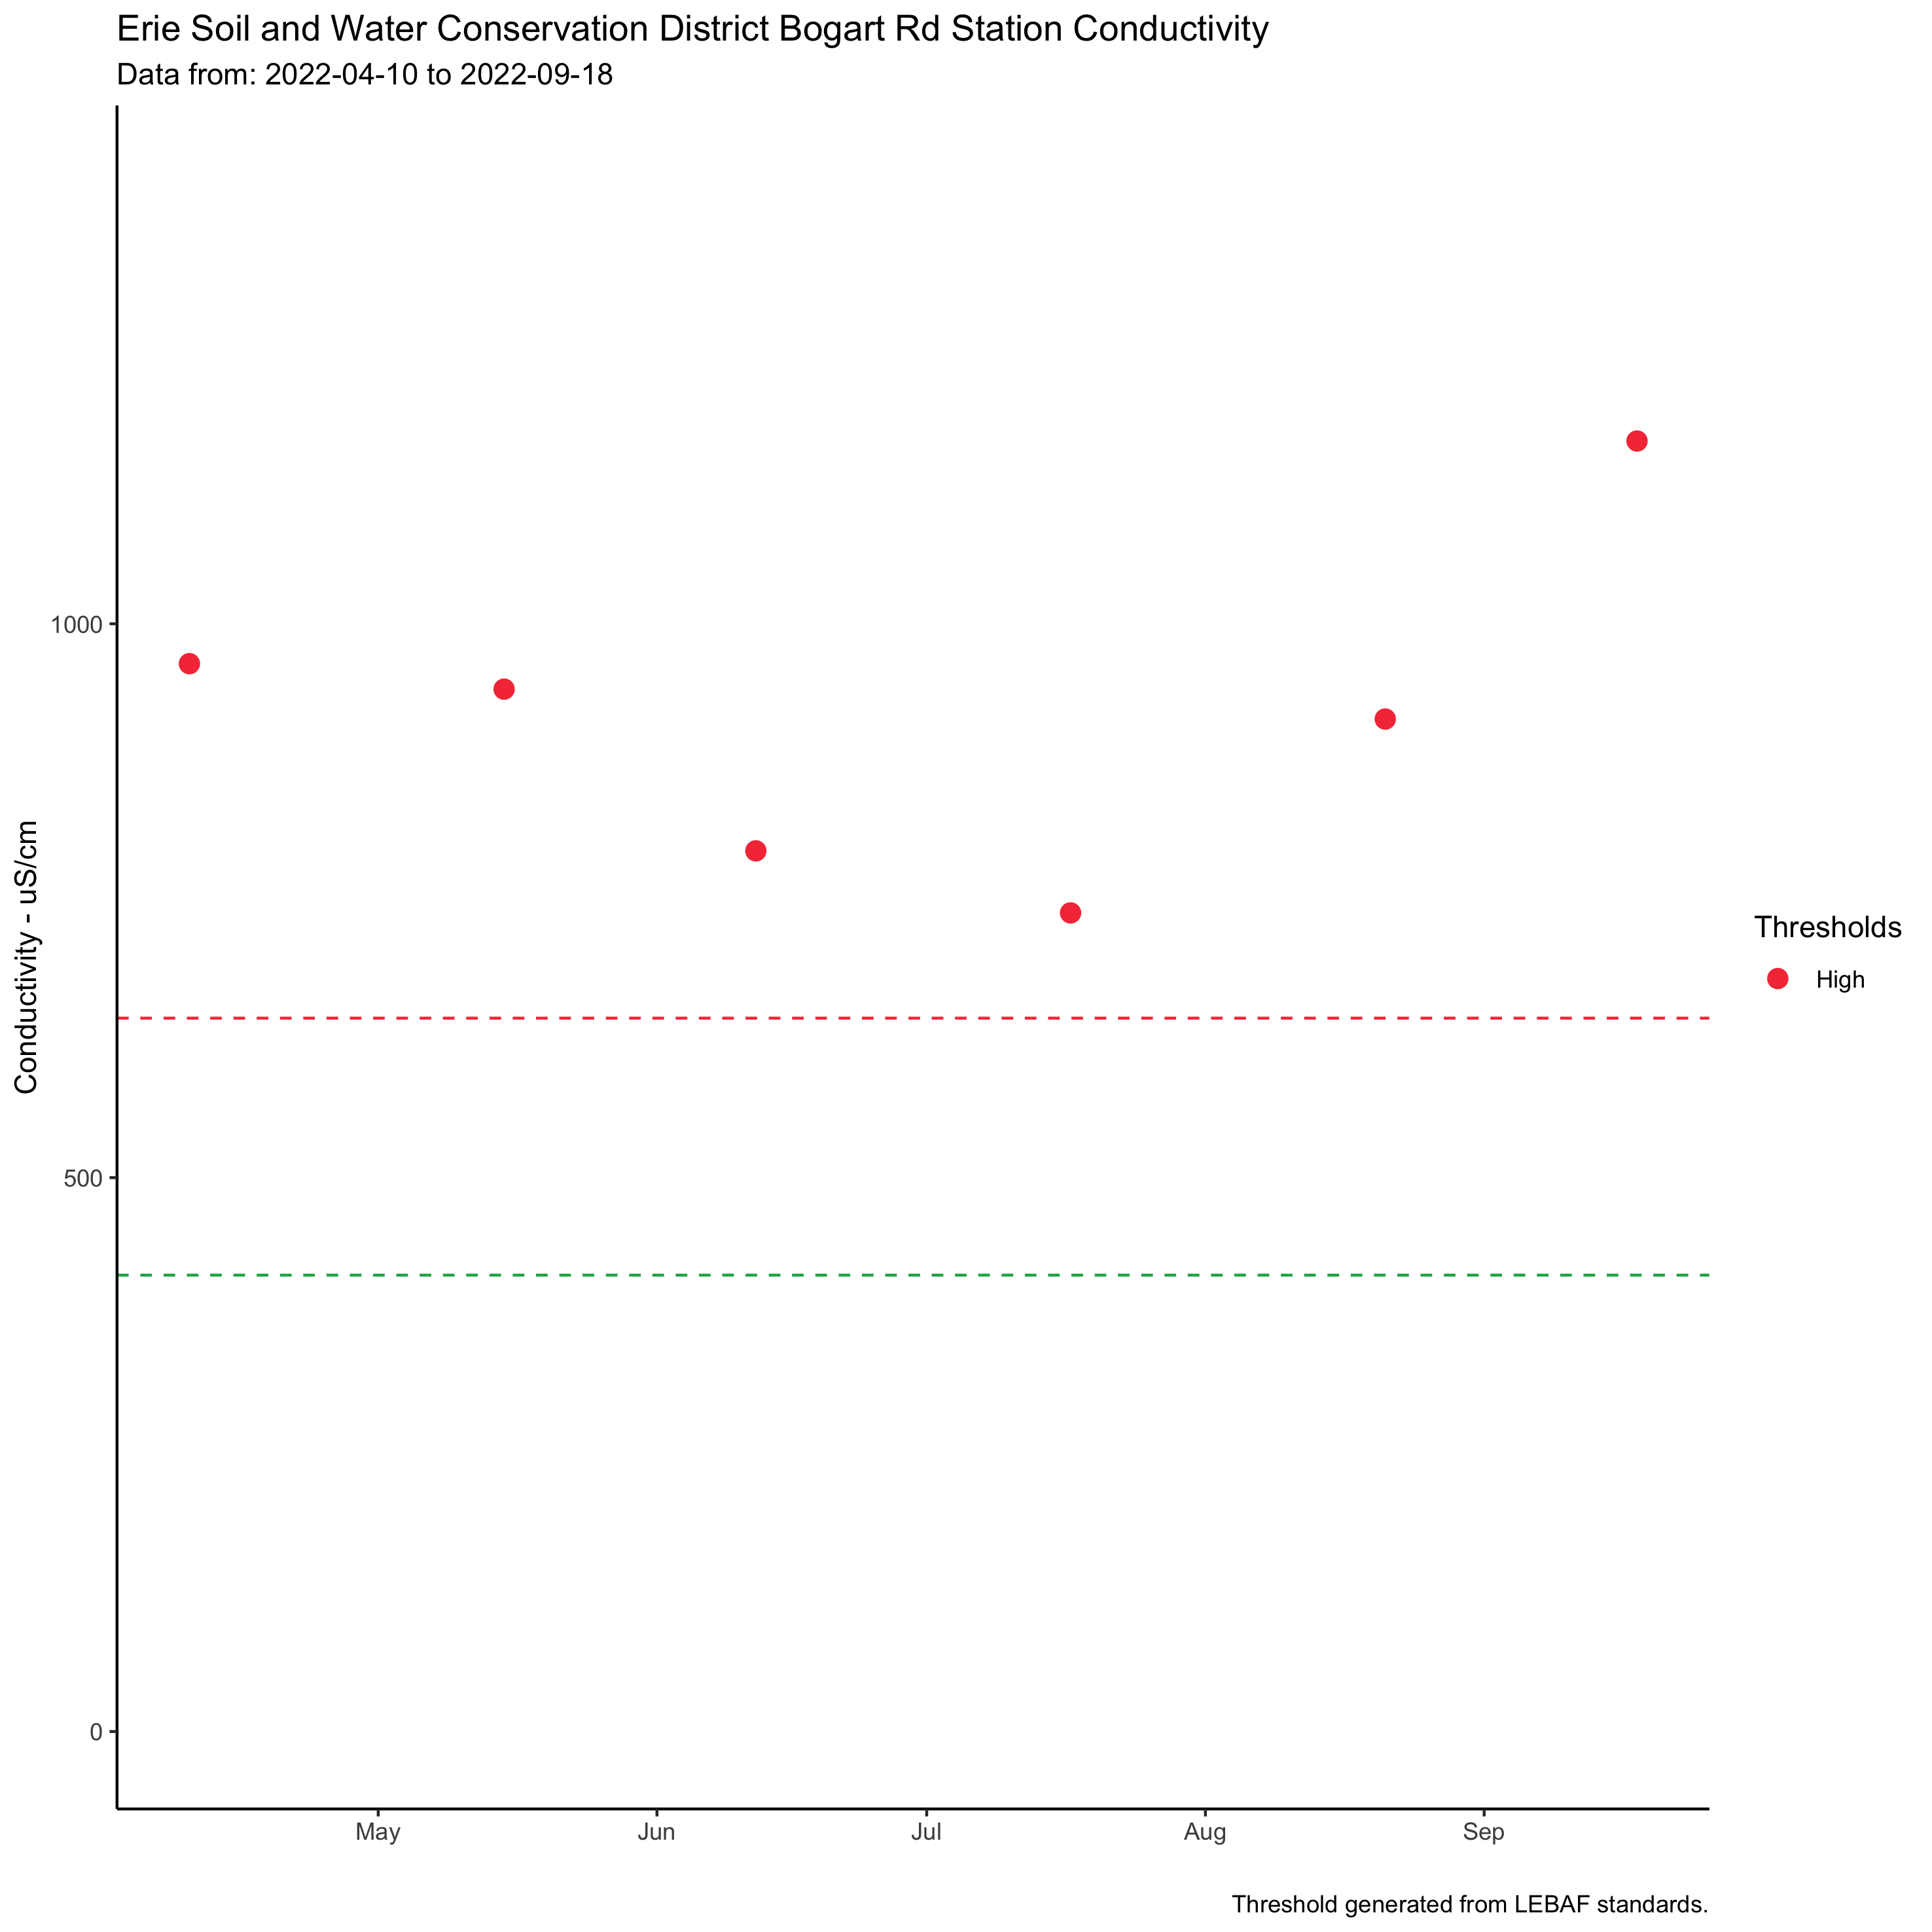 Erie Soil and Water Conservation District Bogart Rd Station Conductivity
Data from: 2022-04-10 to 2022-09-18
Conductivity - uS/cm
1000
500
0
May
Jun
Jul
Aug
Sep
Thresholds
High
Threshold generated from LEBAF standards.